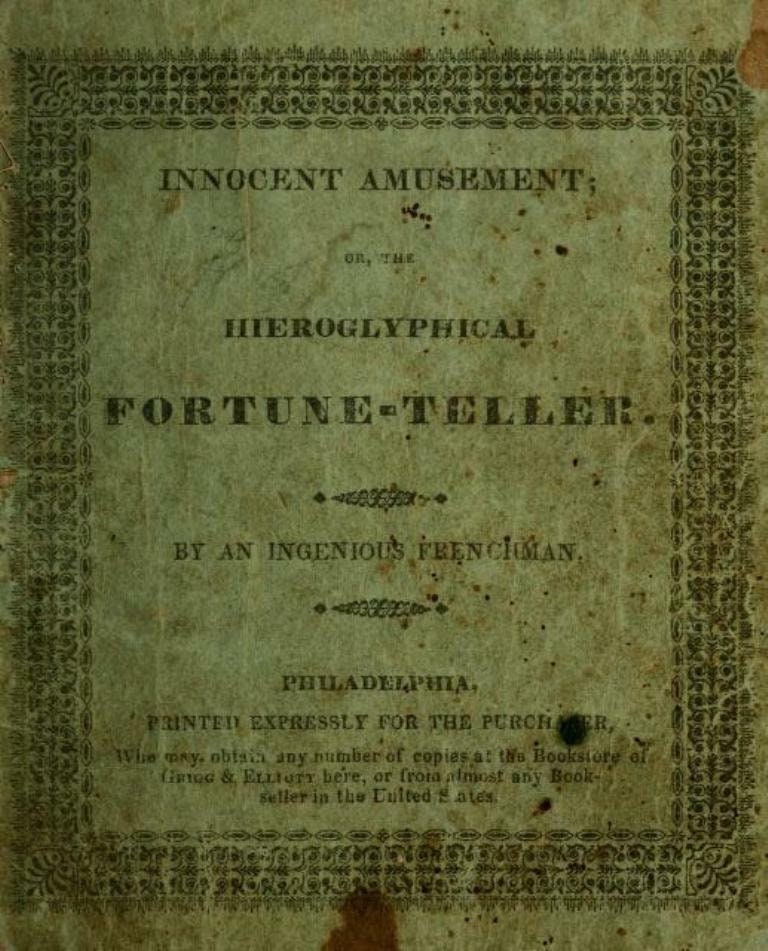 INNOCENT AMUSEMENT;
OR, THE
HIEROGLYPHICAL
FORTUNE-TELLER.
BY AN INGENIOUS FRENCHMAN.
PHILADELPHIA,
PRINTED EXPRESSLY FOR THE PURCHASER,
Who may, obtain any number of copies at the Bookstore of
GRIGG & ELLIOTT here, or from almost any Book-
seller in the United States.